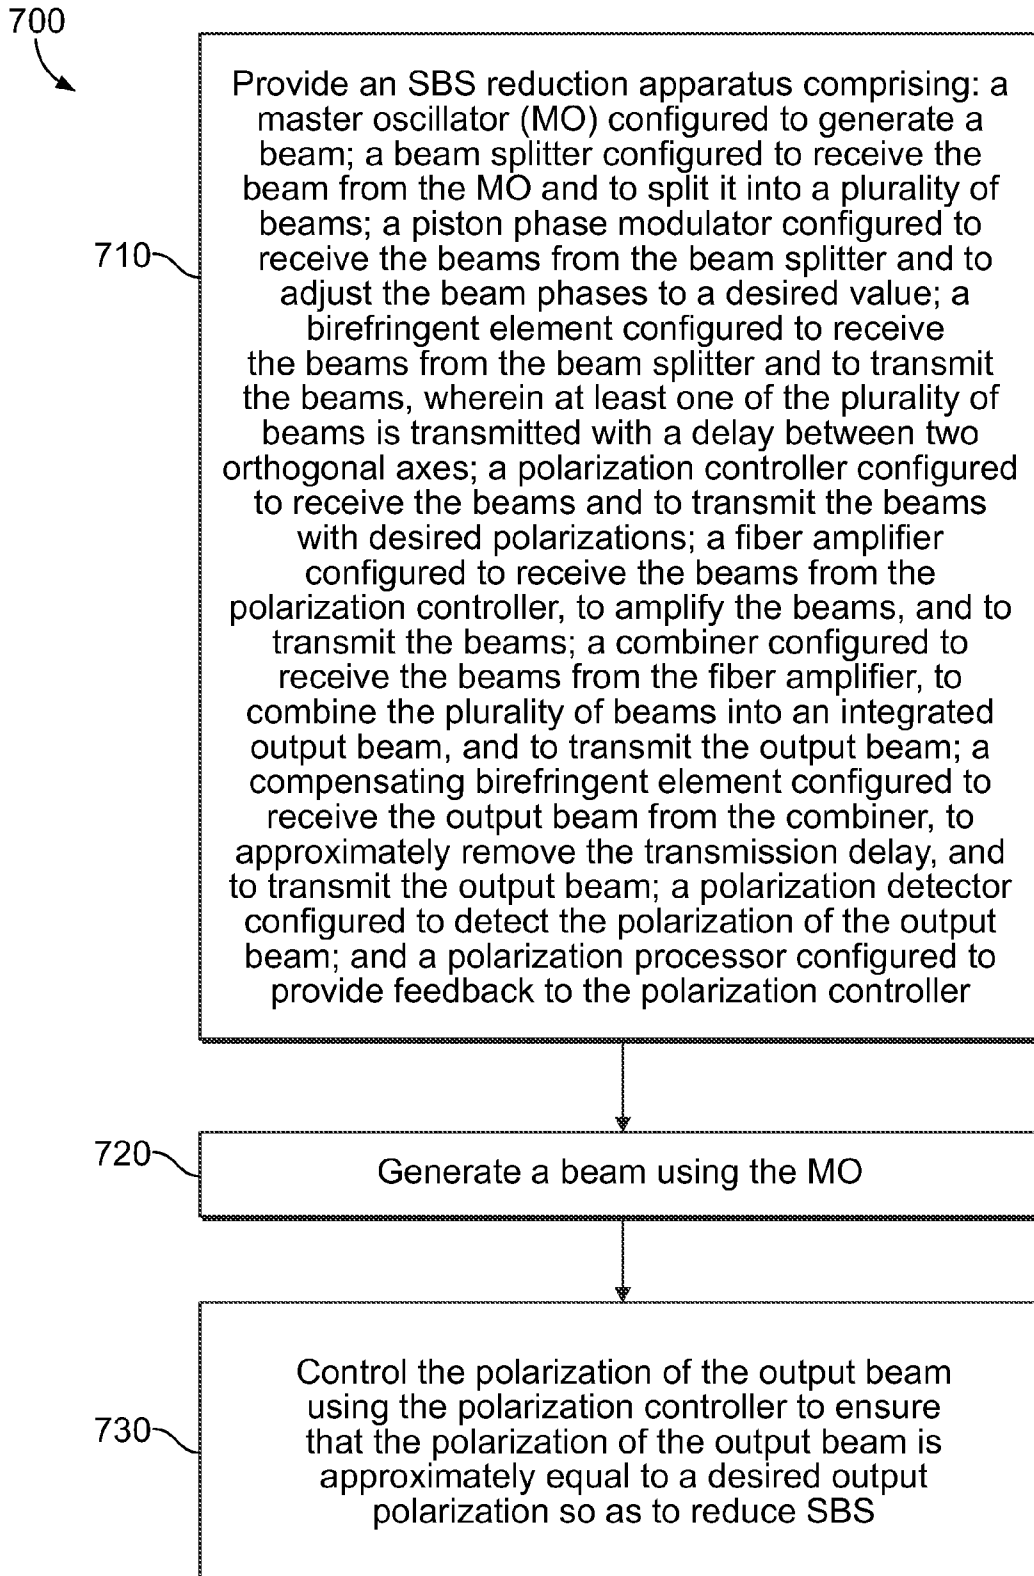 700
Provide an SBS reduction apparatus comprising: a
master oscillator (MO) configured to generate a
beam; a beam splitter configured to receive the
beam from the MO and to split it into a plurality of
beams; a piston phase modulator configured to
710
receive the beams from the beam splitter and to
adjust the beam phases to a desired value; a
birefringent element configured to receive
the beams from the beam splitter and to transmit
the beams, wherein at least one of the plurality of
beams is transmitted with a delay between two
orthogonal axes; a polarization controller configured
to receive the beams and to transmit the beams
with desired polarizations; a fiber amplifier
configured to receive the beams from the
polarization controller, to amplify the beams, and to
transmit the beams; a combiner configured to
receive the beams from the fiber amplifier, to
combine the plurality of beams into an integrated
output beam, and to transmit the output beam; a
compensating birefringent element configured to
receive the output beam from the combiner, to
approximately remove the transmission delay, and
to transmit the output beam; a polarization detector
configured to detect the polarization of the output
beam; and a polarization processor configured to
provide feedback to the polarization controller
720
Generate a beam using the MO
730
Control the polarization of the output beam
using the polarization controller to ensure
that the polarization of the output beam is
approximately equal to a desired output
polarization so as to reduce SBS